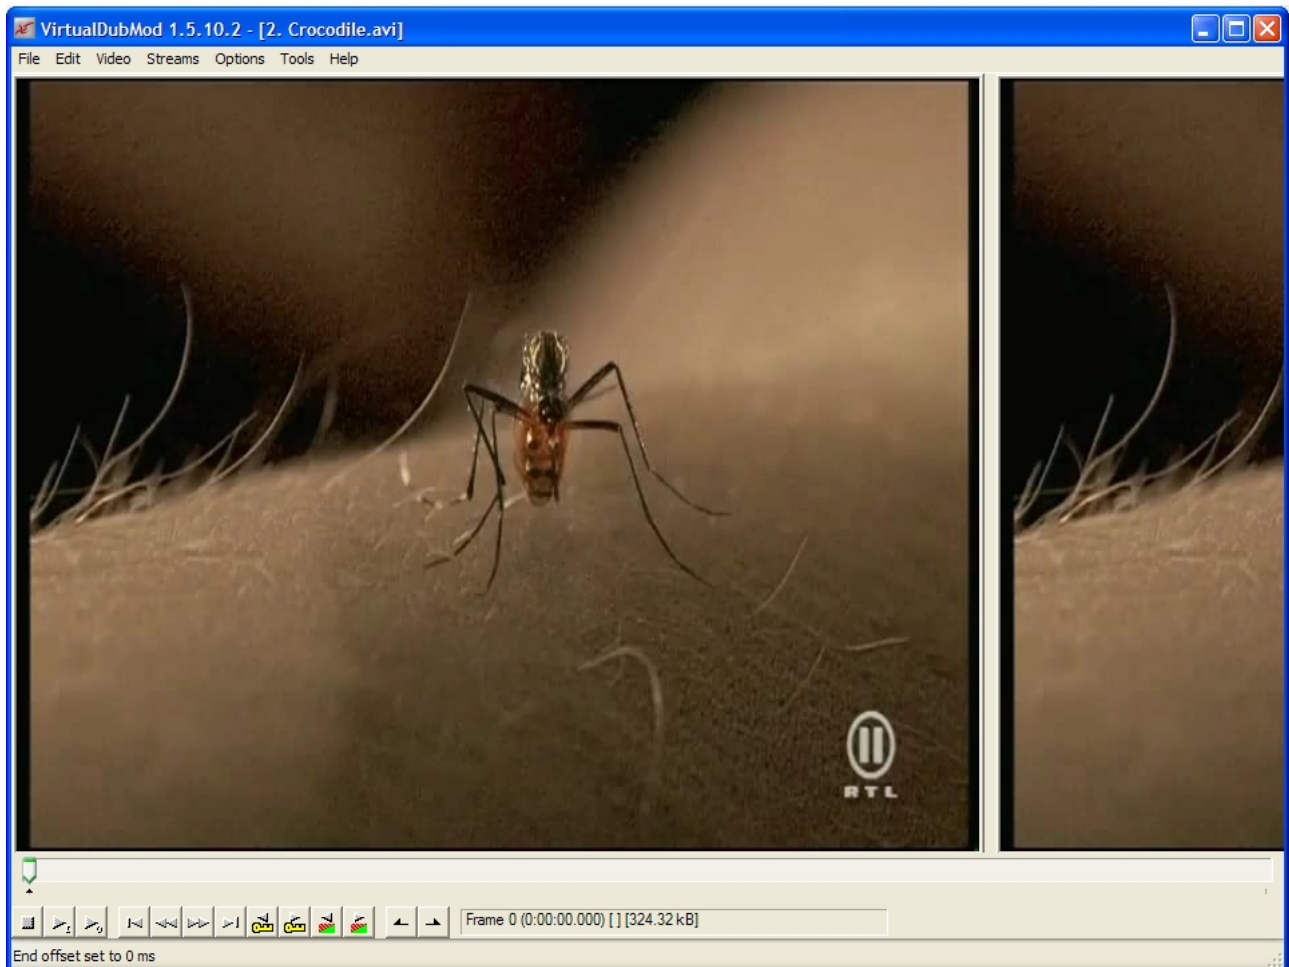 VirtualDubMod 1.5.10.2 - [2. Crocodile.avi]
File Edit Video Streams Options Tools Help
II
RTL
Frame 0 (0:00:00.000) [ ] [324.32 kB]
End offset set to 0 ms